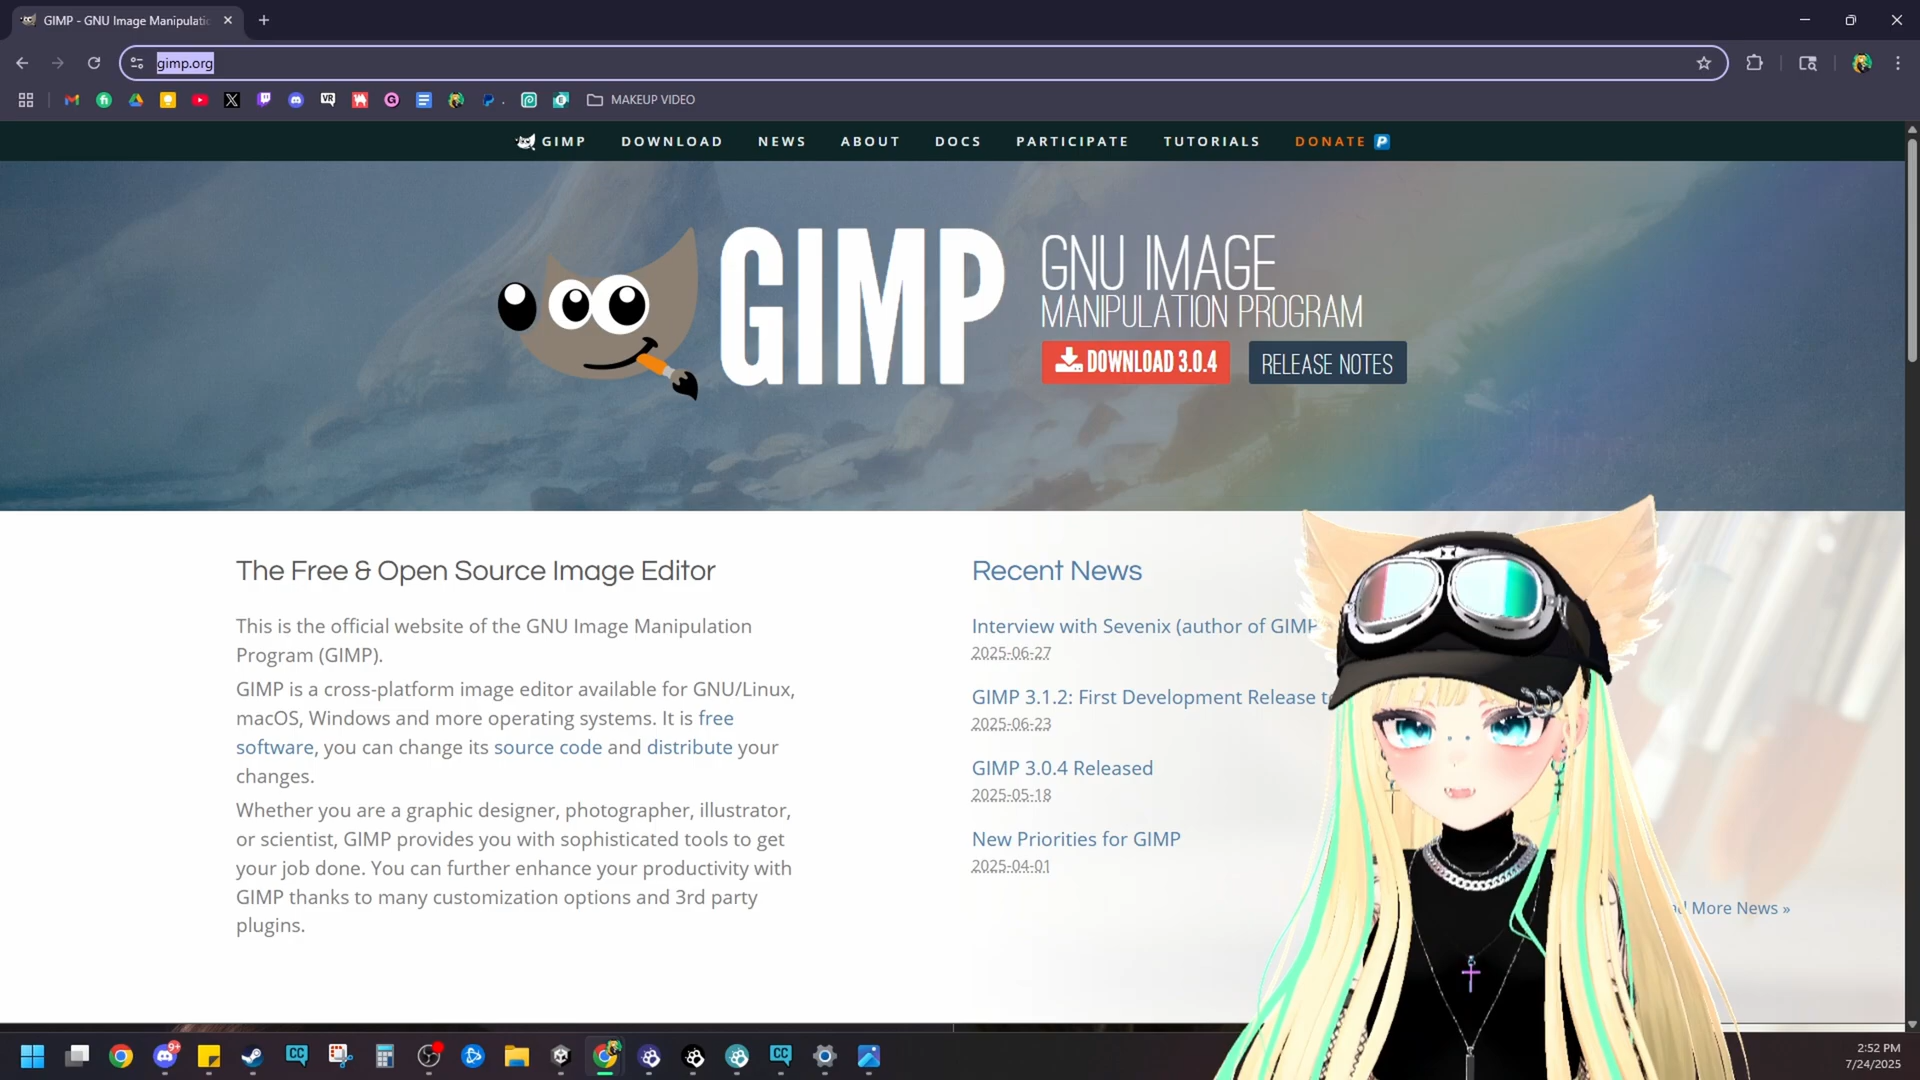 GIMP - GNU Image Manipulatio
gimp.org
MAKEUP VIDEO
GIMP DOWNLOAD NEWS ABOUT DOCS PARTICIPATE TUTORIALS DONATE
GIMP
GNU IMAGE
MANIPULATION PROGRAM
DOWNLOAD 3.0.4
RELEASE NOTES
The Free & Open Source Image Editor
This is the official website of the GNU Image Manipulation
Program (GIMP).
GIMP is a cross-platform image editor available for GNU/Linux,
macOS, Windows and more operating systems. It is free
software, you can change its source code and distribute your
changes.
Whether you are a graphic designer, photographer, illustrator,
or scientist, GIMP provides you with sophisticated tools to get
your job done. You can further enhance your productivity with
GIMP thanks to many customization options and 3rd party
plugins.
Recent News
Interview with Sevenix (author of GIMP
2025-06-27
GIMP 3.1.2: First Development Release
2025-06-23
GIMP 3.0.4 Released
2025-05-18
New Priorities for GIMP
2025-04-01
More News »
9+
CC
CC
2:52 PM
7/24/2025